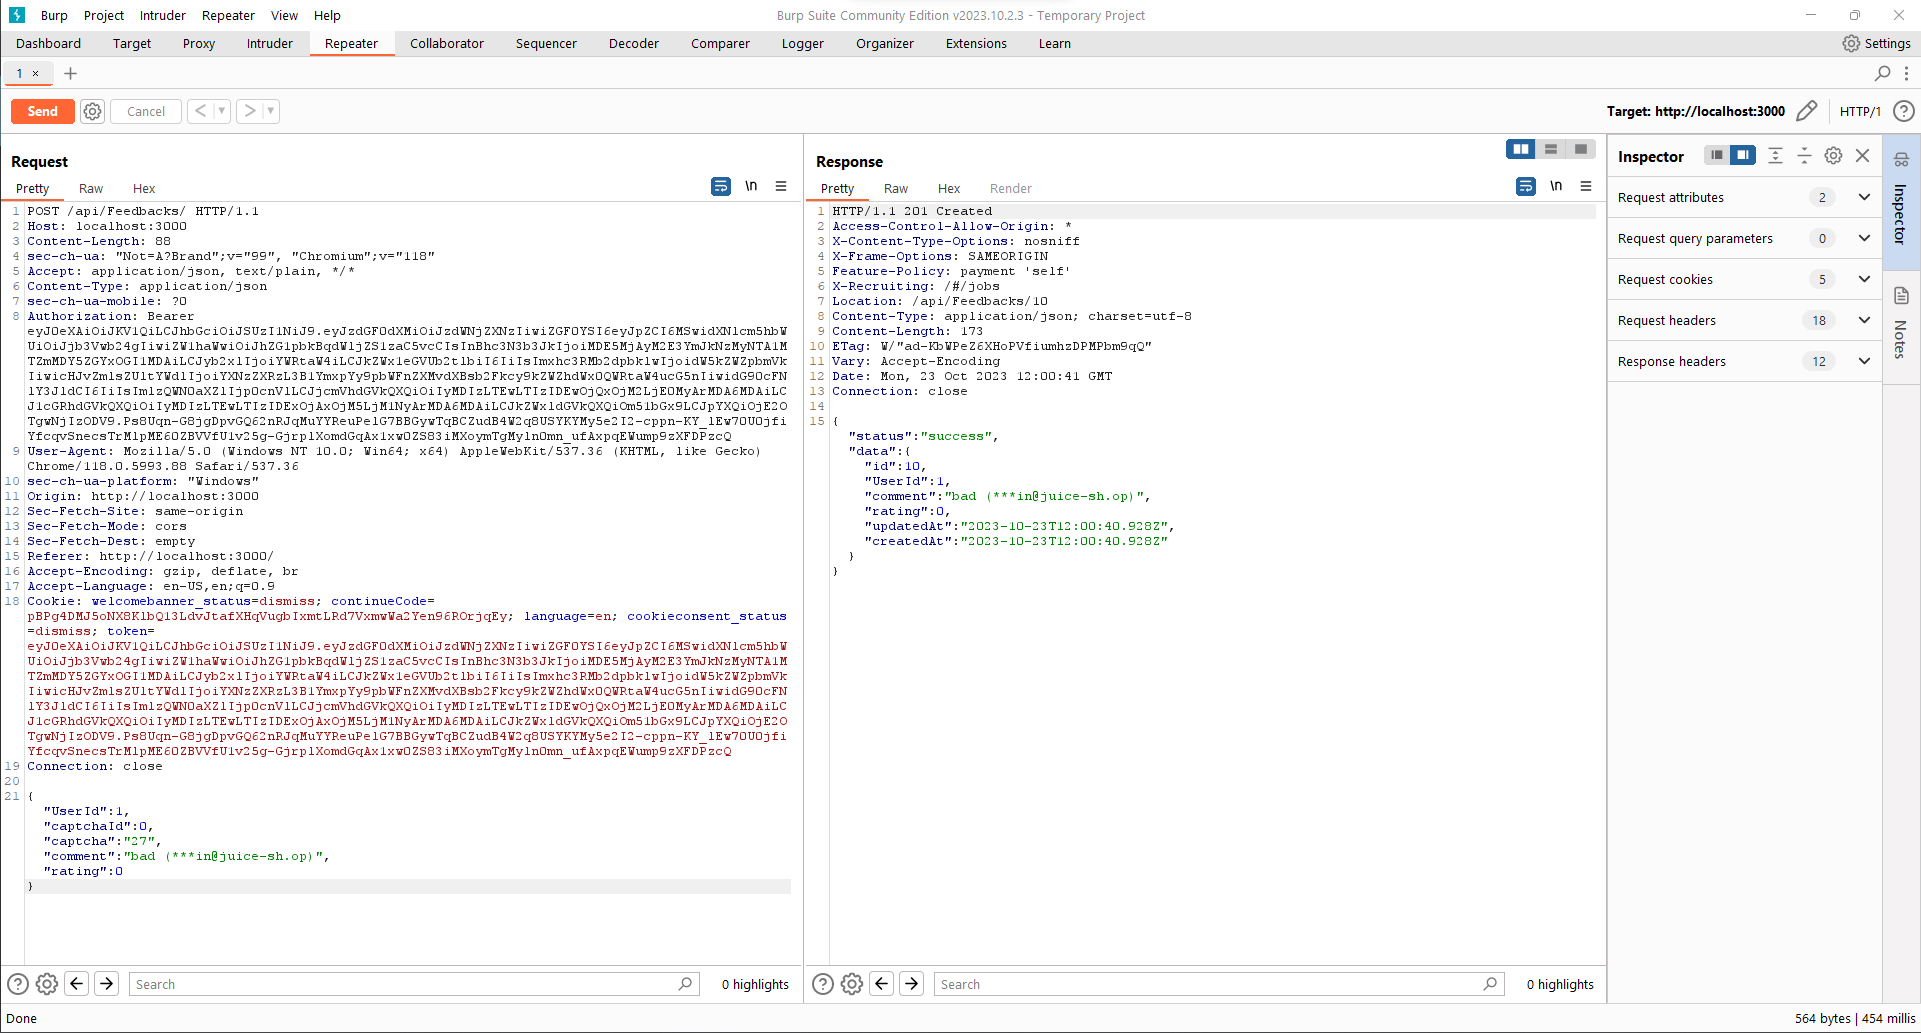 Burp Project Intruder Repeater View Help
Burp Suite Community Edition v2023.10.2.3 - Temporary Project
Dashboard Target Proxy Intruder Repeater Collaborator Sequencer Decoder Comparer Logger Organizer Extensions Learn
Settings
1 ×
Send Cancel
Target: http://localhost:3000 HTTP/1
Request
Pretty Raw Hex
\n
1 POST /api/Feedbacks/ HTTP/1.1
2 Host: localhost:3000
3 Content-Length: 88
4 sec-ch-ua: "Not=A?Brand";v="99", "Chromium";v="118"
5 Accept: application/json, text/plain, */*
6 Content-Type: application/json
7 sec-ch-ua-mobile: ?0
8 Authorization: Bearer
9 User-Agent: Mozilla/5.0 (Windows NT 10.0; Win64; x64) AppleWebKit/537.36 (KHTML, like Gecko)
Chrome/118.0.5993.88 Safari/537.36
10 sec-ch-ua-platform: "Windows"
11 Origin: http://localhost:3000
12 Sec-Fetch-Site: same-origin
13 Sec-Fetch-Mode: cors
14 Sec-Fetch-Dest: empty
15 Referer: http://localhost:3000/
16 Accept-Encoding: gzip, deflate, br
17 Accept-Language: en-US,en;q=0.9
18 Cookie: welcomebanner_status=dismiss; continueCode=
language=en; cookieconsent_status
=dismiss; token=
19 Connection: close
20
21 {
"UserId":1,
"captchaId":0,
"captcha":"27",
"comment":"bad (***in@juice-sh.op)",
"rating":0
}
Search
0 highlights
Response
Pretty Raw Hex Render
\n
1 HTTP/1.1 201 Created
2 Access-Control-Allow-Origin: *
3 X-Content-Type-Options: nosniff
4 X-Frame-Options: SAMEORIGIN
5 Feature-Policy: payment 'self'
6 X-Recruiting: /#/jobs
7 Location: /api/Feedbacks/10
8 Content-Type: application/json; charset=utf-8
9 Content-Length: 173
10 ETag: W/"ad-KbWPeZ6XHoPVfiumhzDPMPbm9qQ"
11 Vary: Accept-Encoding
12 Date: Mon, 23 Oct 2023 12:00:41 GMT
13 Connection: close
14
15 {
"status":"success",
"data":{
"id":10,
"UserId":1,
"comment":"bad (***in@juice-sh.op)",
"rating":0,
"updatedAt":"2023-10-23T12:00:40.928Z",
"createdAt":"2023-10-23T12:00:40.928Z"
}
}
Search
0 highlights
Inspector
Request attributes 2
Request query parameters 0
Request cookies 5
Request headers 18
Response headers 12
Inspector
Notes
Done
564 bytes | 454 millis